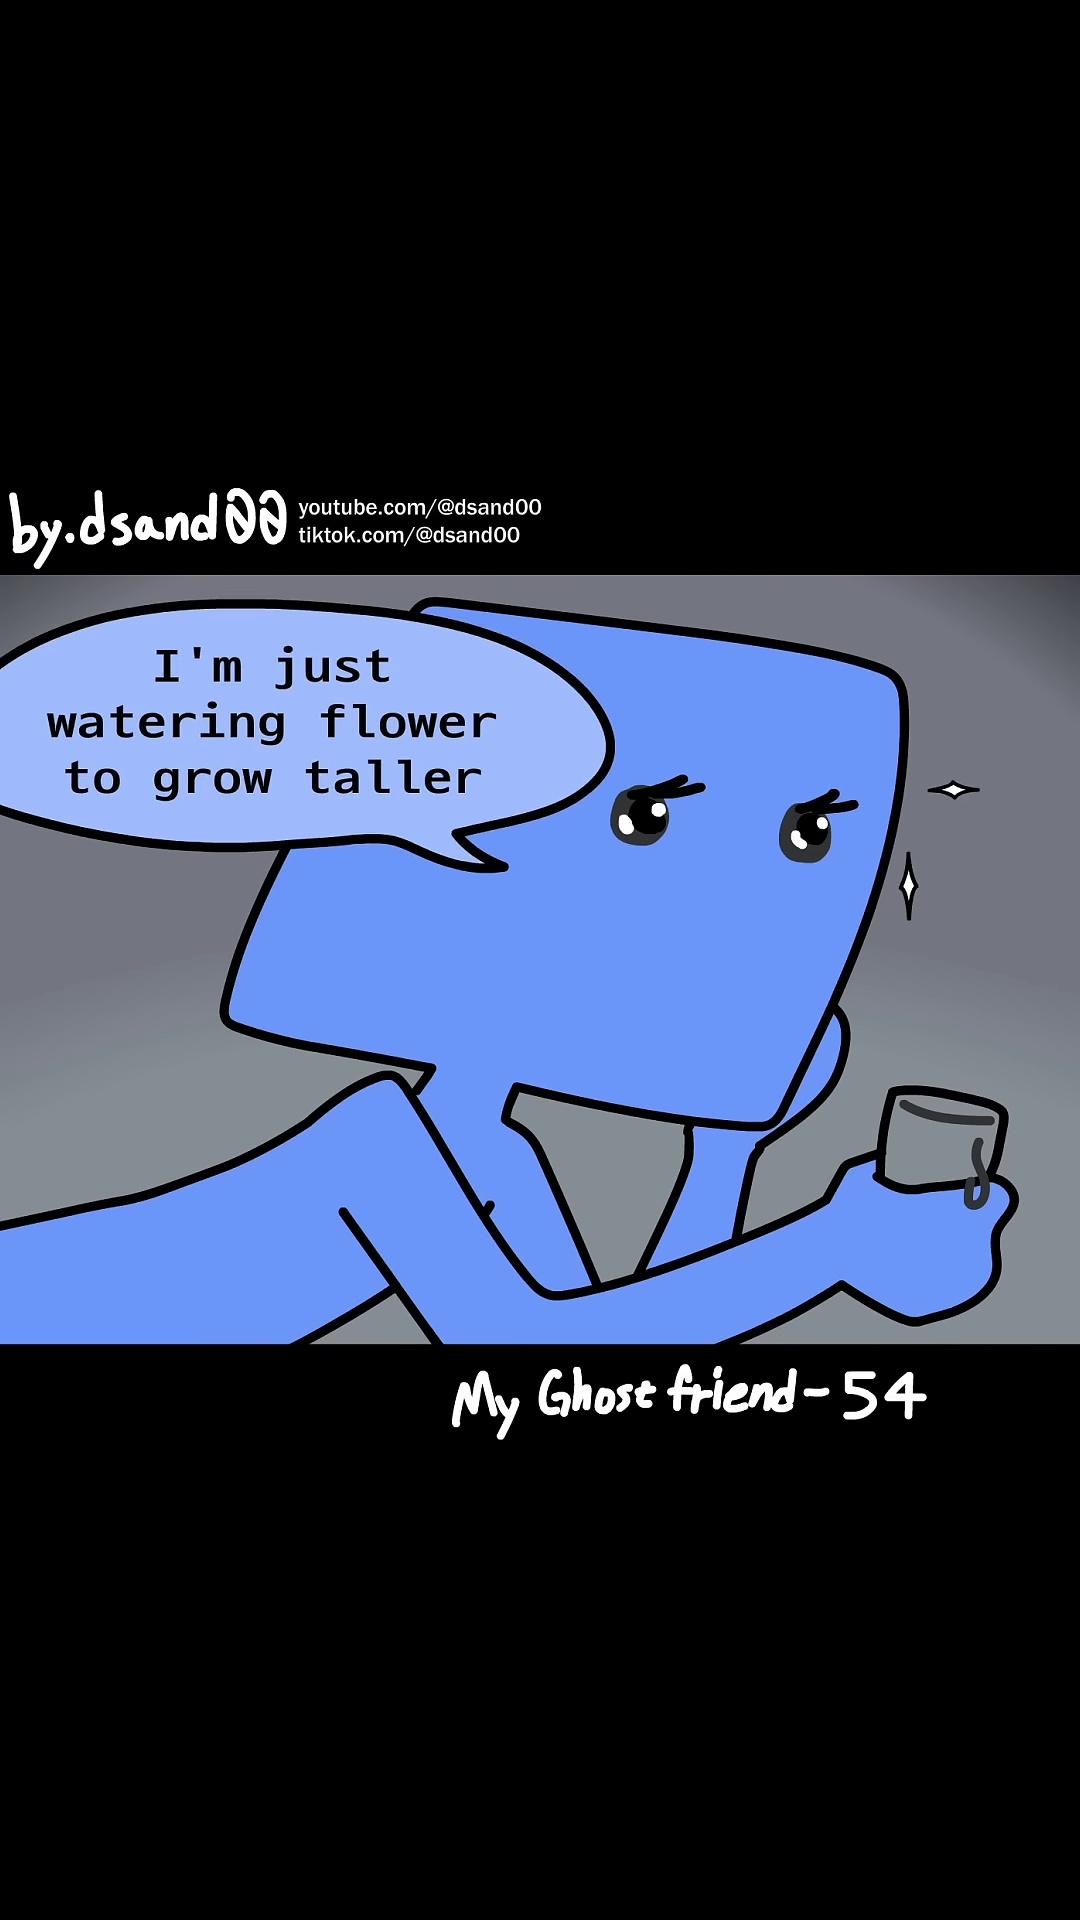 by.dsand00
youtube.com/@dsand00
tiktok.com/@dsand00
I'm just
watering flower
to grow taller
My Ghost friend-54